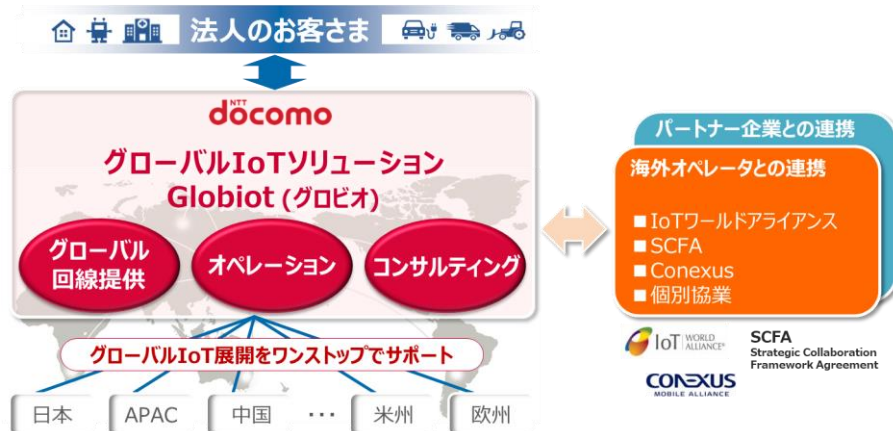 法人のお客さま
NTT
docomo
グローバルIoTソリューション
Globiot (グロビオ)
グローバル
回線提供
オペレーション
コンサルティング
グローバルIoT展開をワンストップでサポート
日本
APAC
中国
…
米州
欧州
パートナー企業との連携
海外オペレータとの連携
■IoTワールドアライアンス
■SCFA
■Conexus
■個別協業
IoT WORLD ALLIANCE
SCFA
Strategic Collaboration
Framework Agreement
CONEXUS
MOBILE ALLIANCE